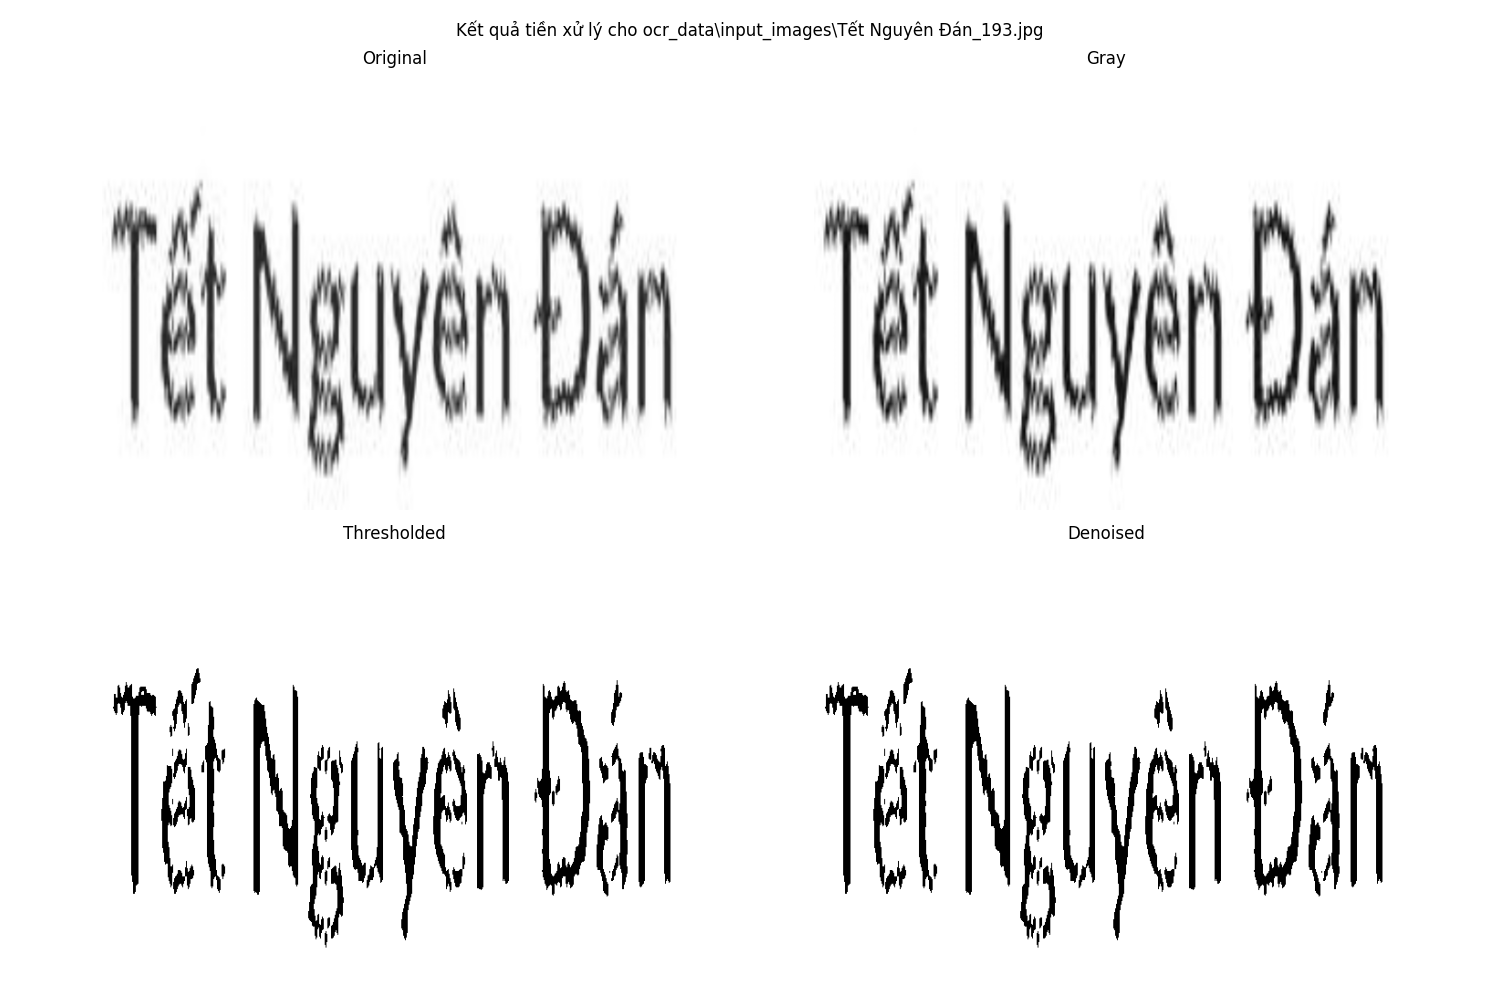 Kết quả tiền xử lý cho ocr_data\input_images\Tết Nguyên Đán_193.jpg
Original
Gray
Tết Nguyên Đán
Tết Nguyên Đán
Thresholded
Denoised
Tết Nguyên Đán
Tết Nguyên Đán